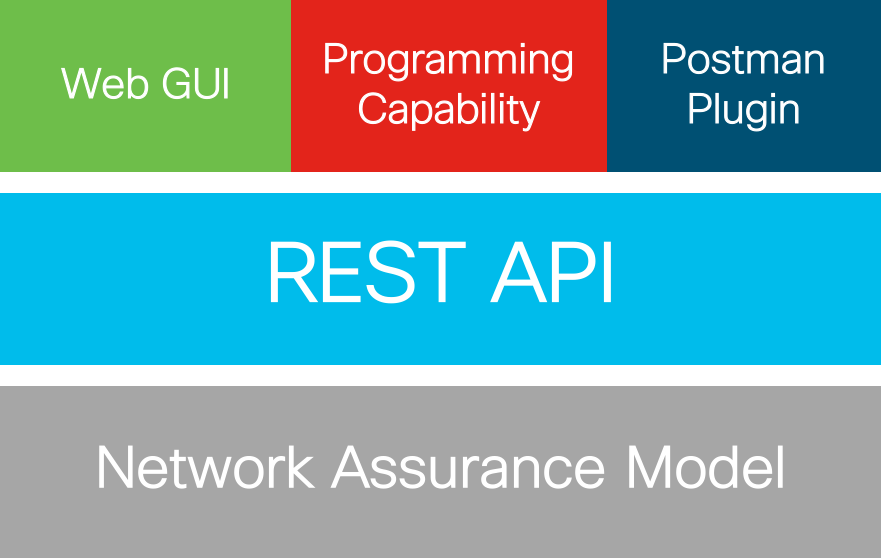 Web GUI
Programming
Capability
Postman
Plugin
REST API
Network Assurance Model